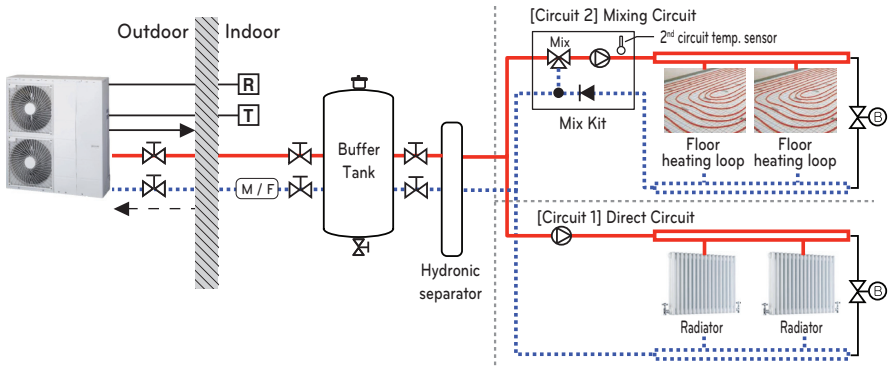 [Circuit 2] Mixing Circuit
Outdoor
Indoor
Mix
2nd circuit temp. sensor
R
T
Mix Kit
B
Buffer
Tank
Floor
heating loop
Floor
heating loop
M / F
[Circuit 1] Direct Circuit
Hydronic
separator
B
Radiator
Radiator